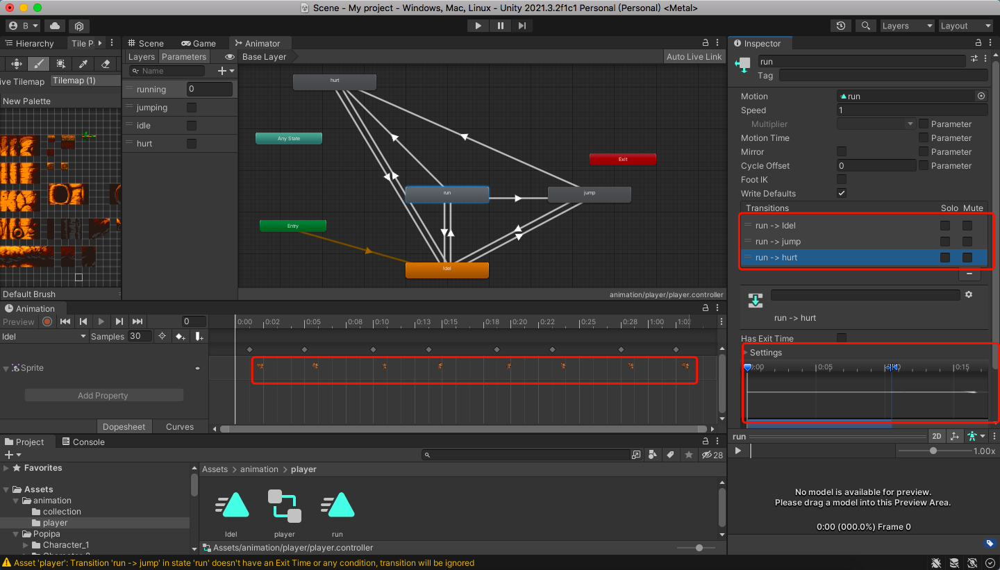 Scene - My project - Windows, Mac, Linux - Unity 2021.3.2f1c1 Personal (Personal) <Metal>
B
Layers
Layout
Hierarchy
Tile P
Scene
Game
Animator
Inspector
Layers
Parameters
Base Layer
Auto Live Link
Name
ive Tilemap
Tilemap (1)
New Palette
running
0
jumping
idle
hurt
hurt
Any State
Exit
run
jump
Entry
Idel
animation/player/player.controller
Default Brush
run
Tag
Motion
run
Speed
1
Multiplier
Parameter
Motion Time
Parameter
Mirror
Parameter
Cycle Offset
0
Parameter
Foot IK
Write Defaults
Transitions
Solo
Mute
run -> Idel
run -> jump
run -> hurt
run -> hurt
Has Exit Time
Settings
0:05
0:15
Animation
Preview
0
0:00
0:02
0:05
0:08
0:10
0:13
0:15
0:18
0:20
0:22
0:25
0:28
1:00
Idel
Samples
30
Sprite
Add Property
Dopesheet
Curves
run
2D
1.00x
No model is available for preview.
Please drag a model into this Preview Area.
0:00 (000.0%) Frame 0
Project
Console
28
Favorites
Assets
animation
collection
player
Popipa
Character_1
Assets
animation
player
Idel
player
run
Assets/animation/player/player.controller
Asset 'player': Transition 'run -> jump' in state 'run' doesn't have an Exit Time or any condition, transition will be ignored